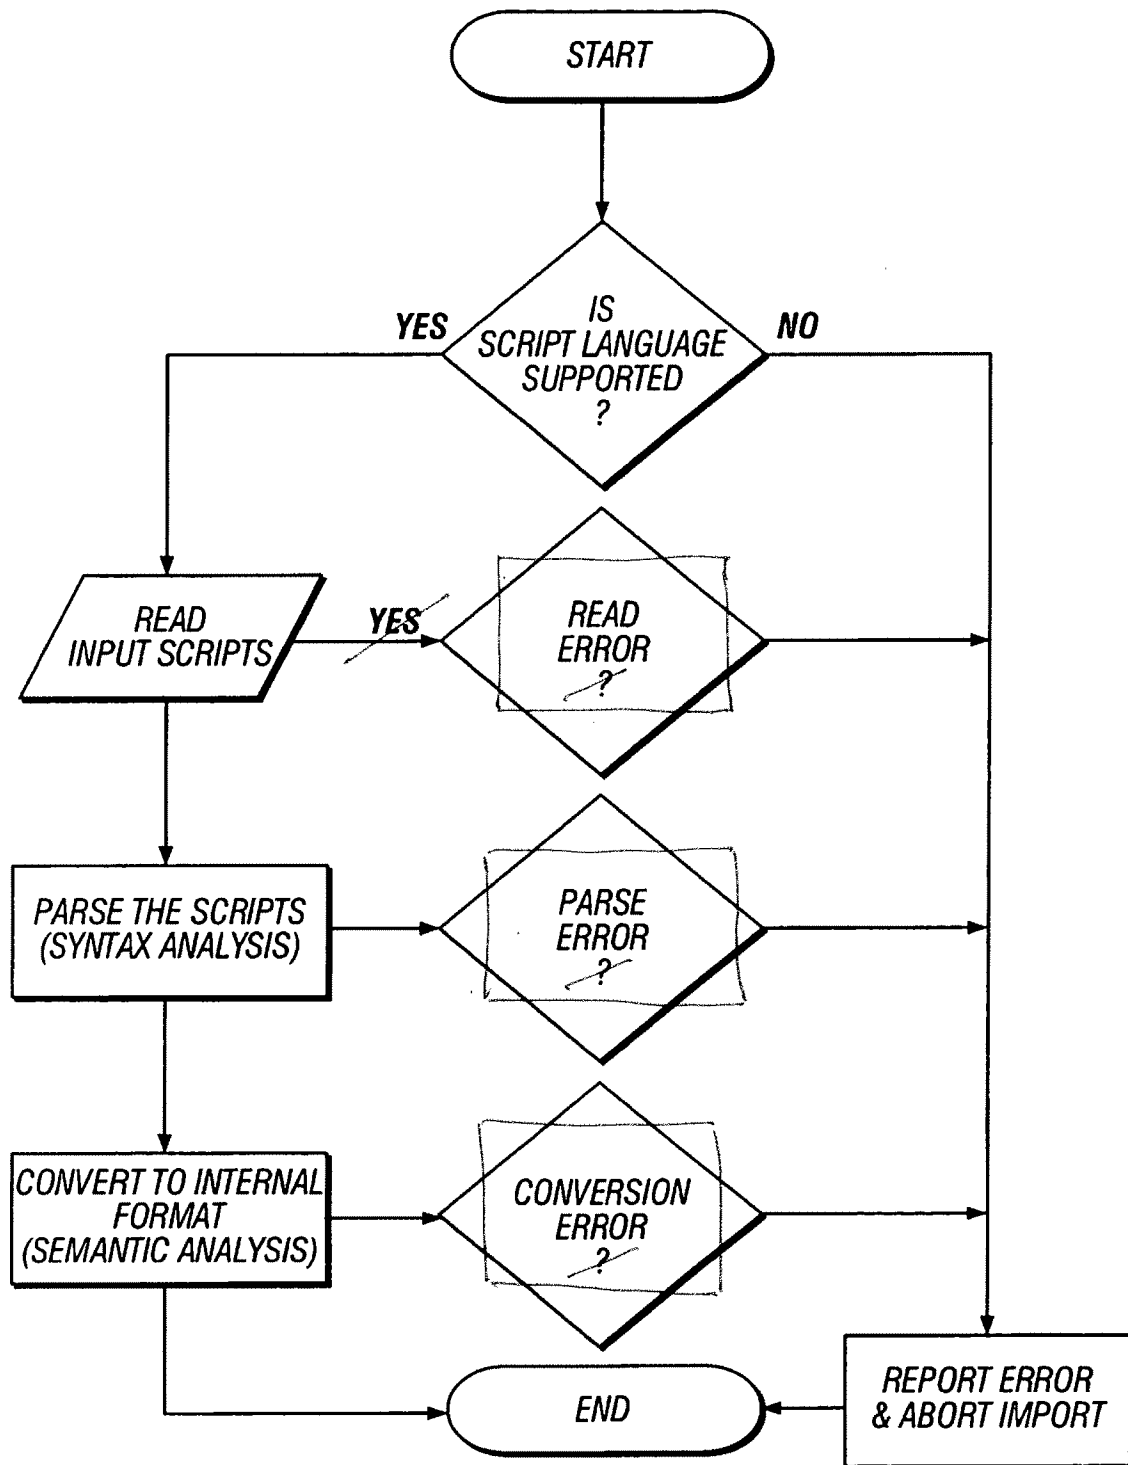 START
IS
SCRIPT LANGUAGE
SUPPORTED
?
YES
NO
READ
INPUT SCRIPTS
YES
READ
ERROR
?
PARSE THE SCRIPTS
(SYNTAX ANALYSIS)
PARSE
ERROR
?
CONVERT TO INTERNAL
FORMAT
(SEMANTIC ANALYSIS)
CONVERSION
ERROR
?
END
REPORT ERROR
& ABORT IMPORT